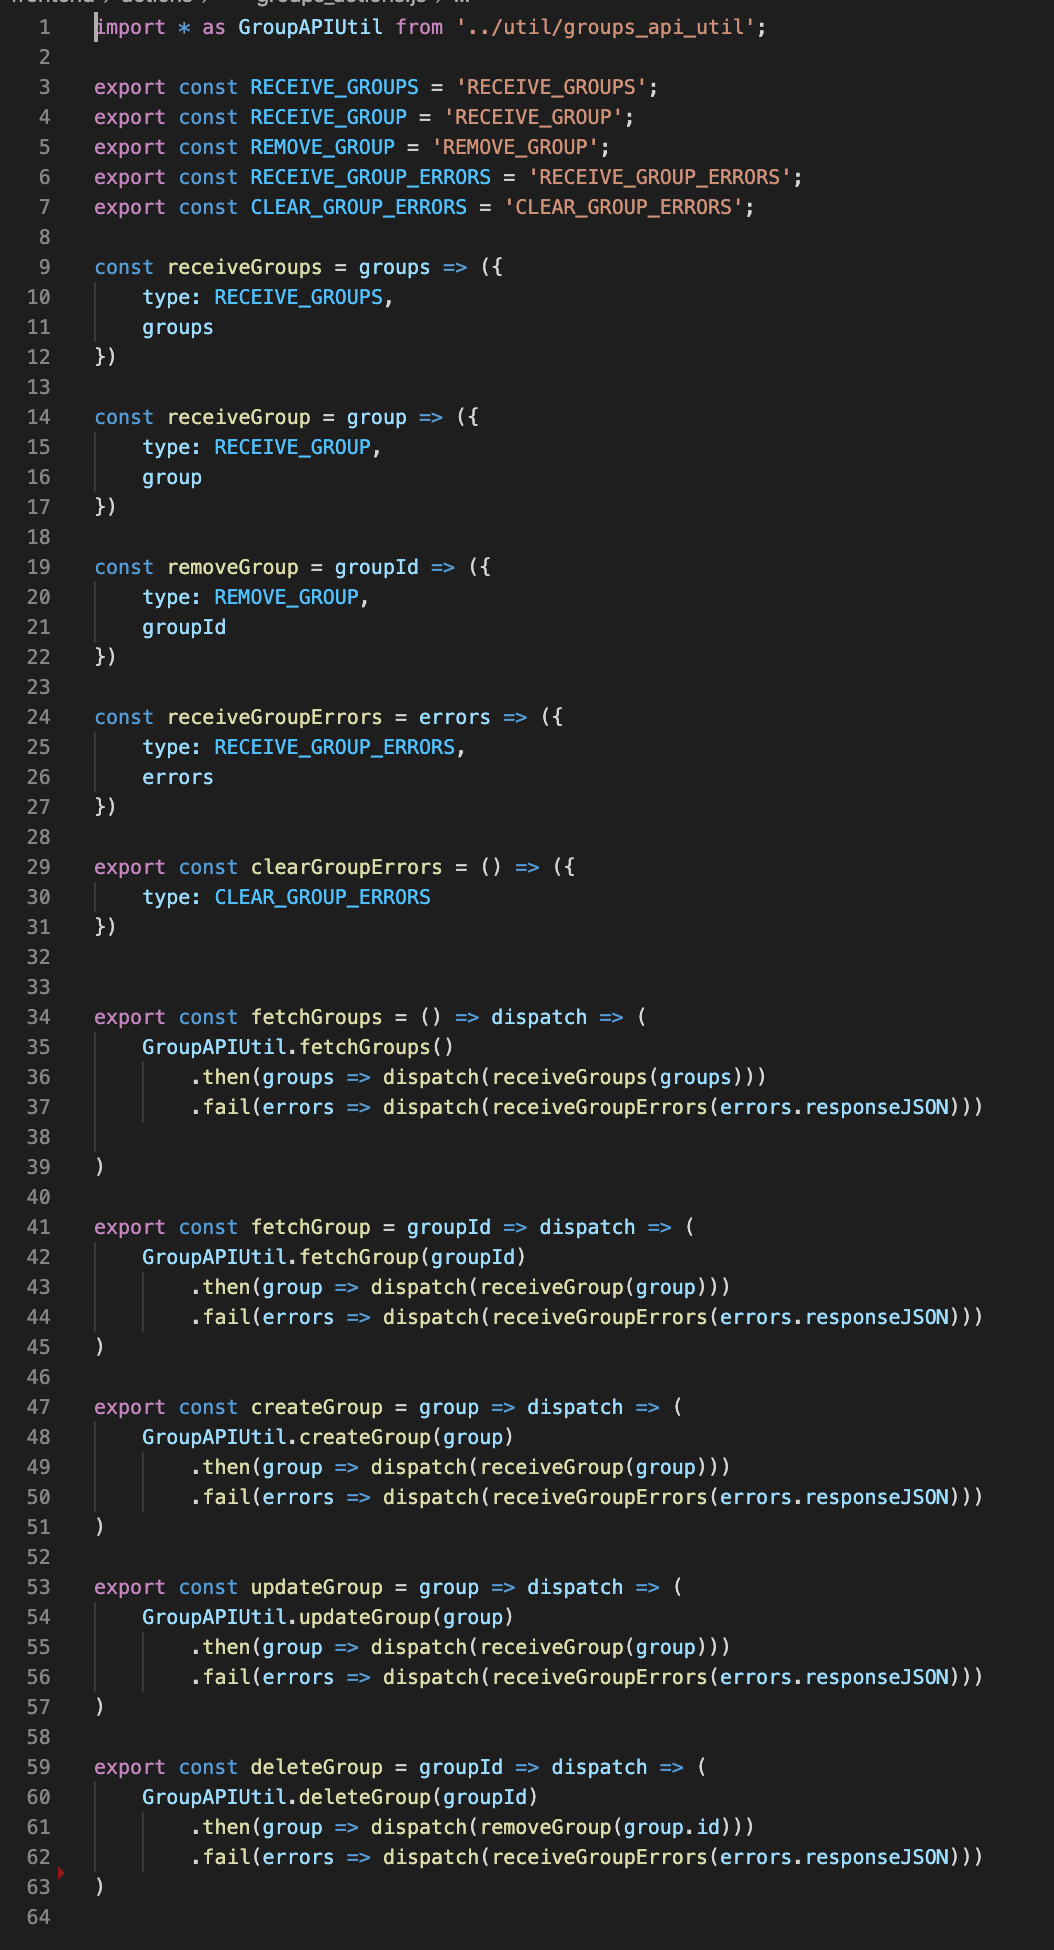 1 import * as GroupAPIUtil from '../util/groups_api_util';
2
3 export const RECEIVE_GROUPS = 'RECEIVE_GROUPS';
4 export const RECEIVE_GROUP = 'RECEIVE_GROUP';
5 export const REMOVE_GROUP = 'REMOVE_GROUP';
6 export const RECEIVE_GROUP_ERRORS = 'RECEIVE_GROUP_ERRORS';
7 export const CLEAR_GROUP_ERRORS = 'CLEAR_GROUP_ERRORS';
8
9 const receiveGroups = groups => ({
10     type: RECEIVE_GROUPS,
11     groups
12 })
13
14 const receiveGroup = group => ({
15     type: RECEIVE_GROUP,
16     group
17 })
18
19 const removeGroup = groupId => ({
20     type: REMOVE_GROUP,
21     groupId
22 })
23
24 const receiveGroupErrors = errors => ({
25     type: RECEIVE_GROUP_ERRORS,
26     errors
27 })
28
29 export const clearGroupErrors = () => ({
30     type: CLEAR_GROUP_ERRORS
31 })
32
33
34 export const fetchGroups = () => dispatch => (
35     GroupAPIUtil.fetchGroups()
36         .then(groups => dispatch(receiveGroups(groups)))
37         .fail(errors => dispatch(receiveGroupErrors(errors.responseJSON)))
38
39 )
40
41 export const fetchGroup = groupId => dispatch => (
42     GroupAPIUtil.fetchGroup(groupId)
43         .then(group => dispatch(receiveGroup(group)))
44         .fail(errors => dispatch(receiveGroupErrors(errors.responseJSON)))
45 )
46
47 export const createGroup = group => dispatch => (
48     GroupAPIUtil.createGroup(group)
49         .then(group => dispatch(receiveGroup(group)))
50         .fail(errors => dispatch(receiveGroupErrors(errors.responseJSON)))
51 )
52
53 export const updateGroup = group => dispatch => (
54     GroupAPIUtil.updateGroup(group)
55         .then(group => dispatch(receiveGroup(group)))
56         .fail(errors => dispatch(receiveGroupErrors(errors.responseJSON)))
57 )
58
59 export const deleteGroup = groupId => dispatch => (
60     GroupAPIUtil.deleteGroup(groupId)
61         .then(group => dispatch(removeGroup(group.id)))
62         .fail(errors => dispatch(receiveGroupErrors(errors.responseJSON)))
63 )
64